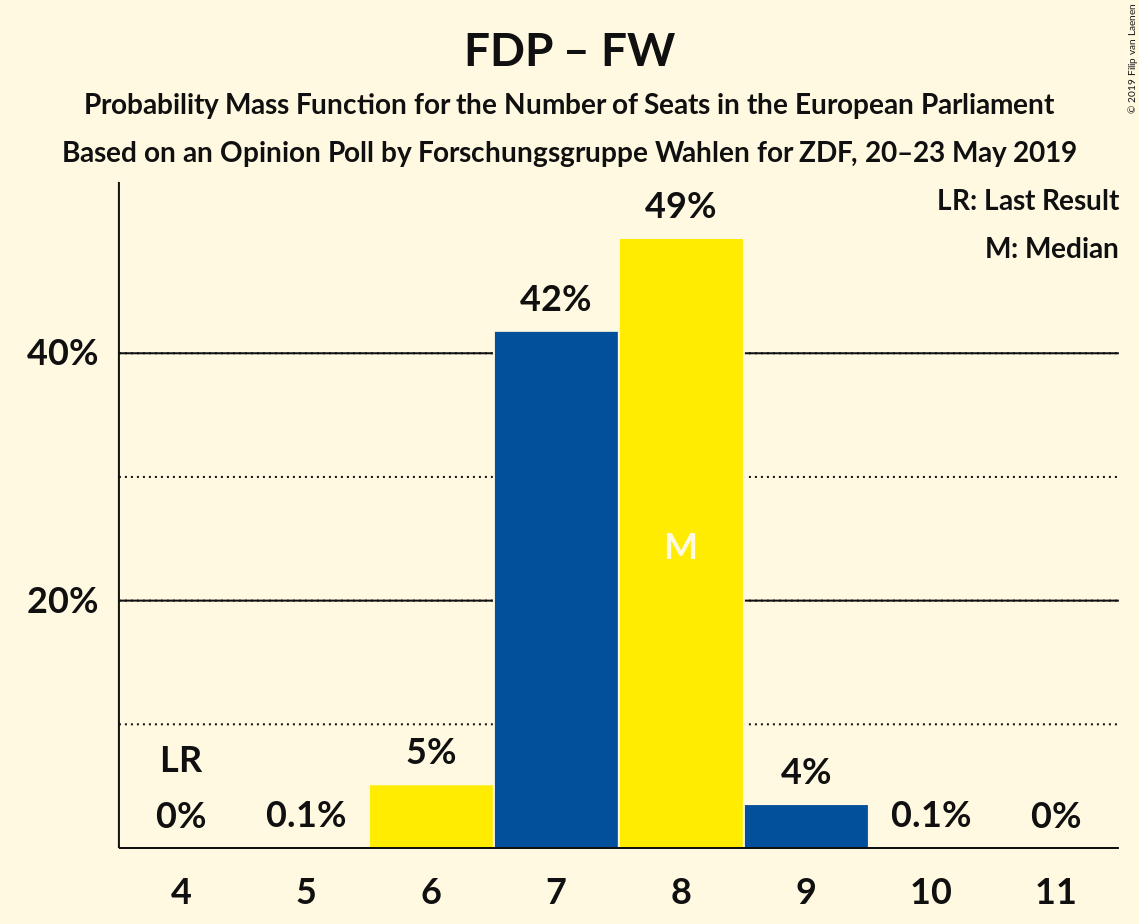 FDP – FW
Probability Mass Function for the Number of Seats in the European Parliament
Based on an Opinion Poll by Forschungsgruppe Wahlen for ZDF, 20–23 May 2019
© 2019 Filip van Laenen
LR: Last Result
M: Median
49%
42%
40%
M
20%
LR
5%
4%
0%
0.1%
0.1%
0%
4 5 6 7 8 9 10 11